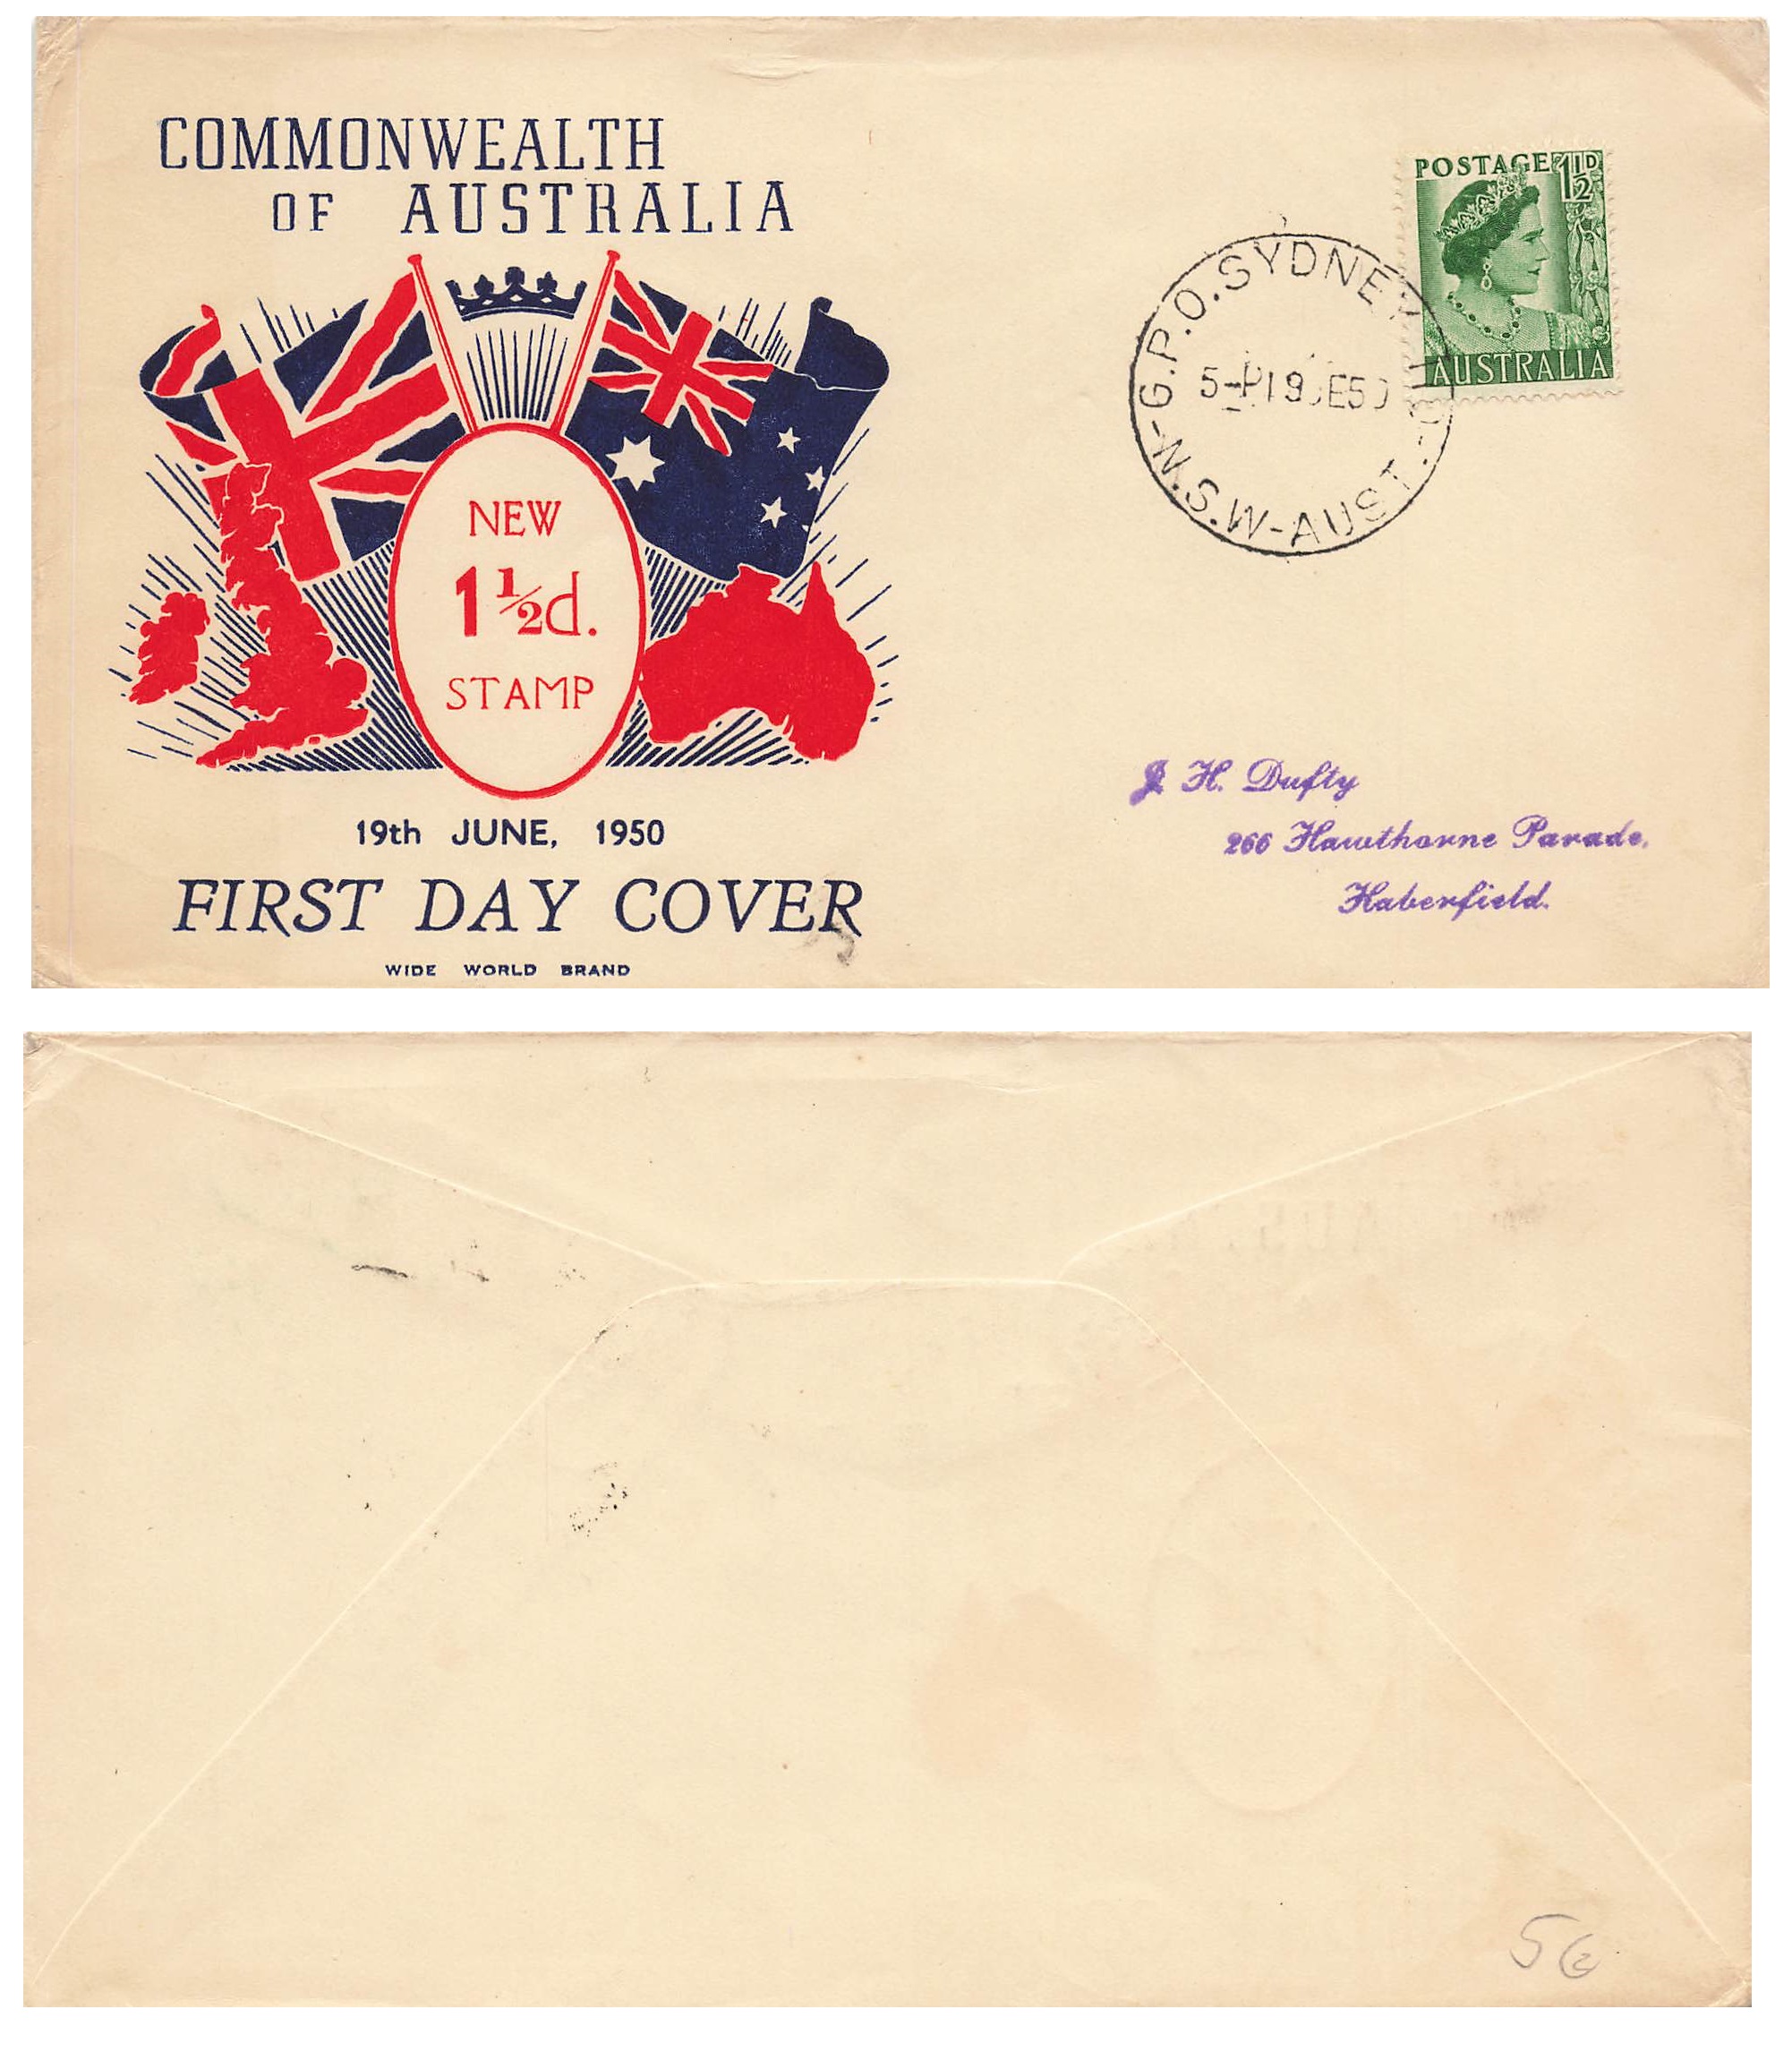 COMMONWEALTH
OF AUSTRALIA
NEW
1½d.
STAMP
19th JUNE, 1950
FIRST DAY COVER
WIDE WORLD BRAND
POSTAGE 1½D
AUSTRALIA
G.P.O. SYDNEY
N.S.W-AUST.
J. H. Dufty
266 Hawthorne Parade,
Haberfield.